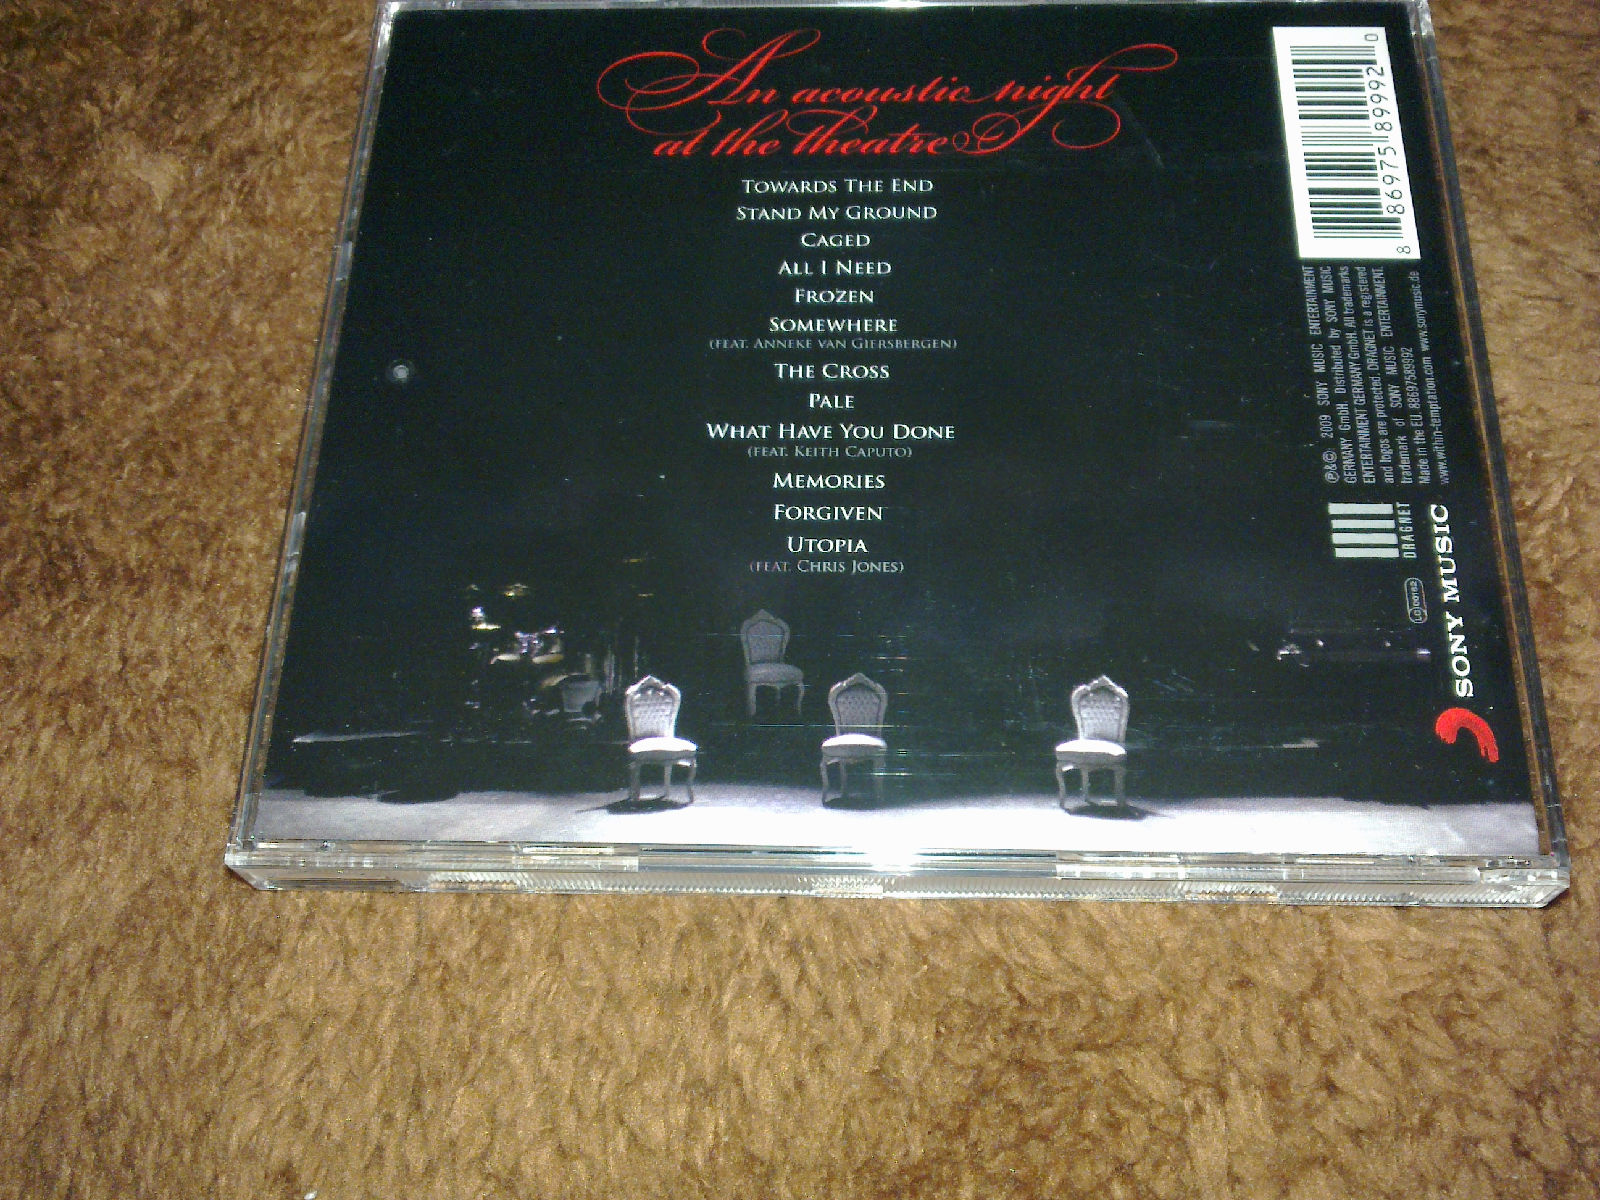 An acoustic night
at the theatre
TOWARDS THE END
STAND MY GROUND
CAGED
ALL I NEED
FROZEN
SOMEWHERE
(FEAT. ANNEKE VAN GIERSBERGEN)
THE CROSS
PALE
WHAT HAVE YOU DONE
(FEAT. KEITH CAPUTO)
MEMORIES
FORGIVEN
UTOPIA
(FEAT. CHRIS JONES)
8 86975 89992 0
℗&© 2009 SONY MUSIC ENTERTAINMENT
GERMANY GmbH. Distributed by SONY MUSIC
ENTERTAINMENT GERMANY GmbH. All trademarks
and logos are protected. DRAGNET is a registered
trademark of SONY MUSIC ENTERTAINMENT.
Made in the EU. 88697589992
www.within-temptation.com www.sonymusic.de
DRAGNET
LC 00182
SONY MUSIC